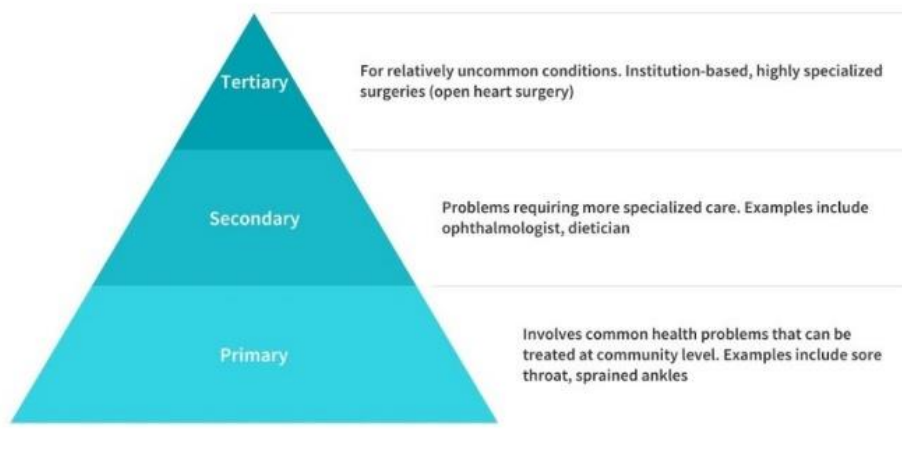 Tertiary
For relatively uncommon conditions. Institution-based, highly specialized
surgeries (open heart surgery)
Secondary
Problems requiring more specialized care. Examples include
ophthalmologist, dietician
Primary
Involves common health problems that can be
treated at community level. Examples include sore
throat, sprained ankles